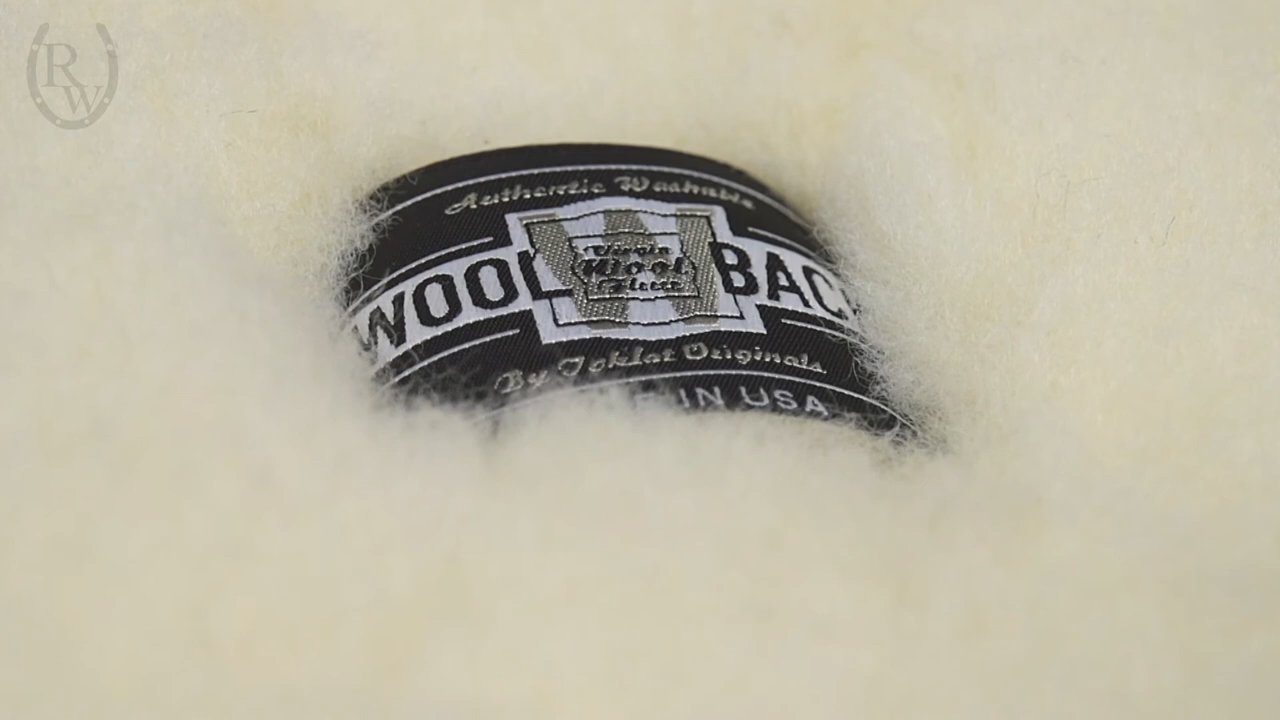 RW
Authentic Washable
WOOL BAC
Virgin
Wool
Fleece
By Toklat Originals
IN USA